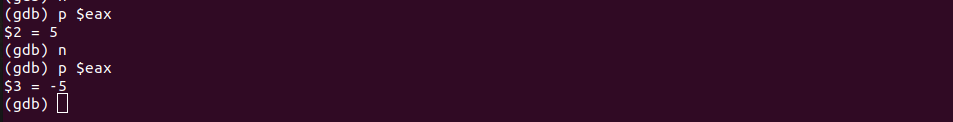 (gdb) p $eax
$2 = 5
(gdb) n
(gdb) p $eax
$3 = -5
(gdb)